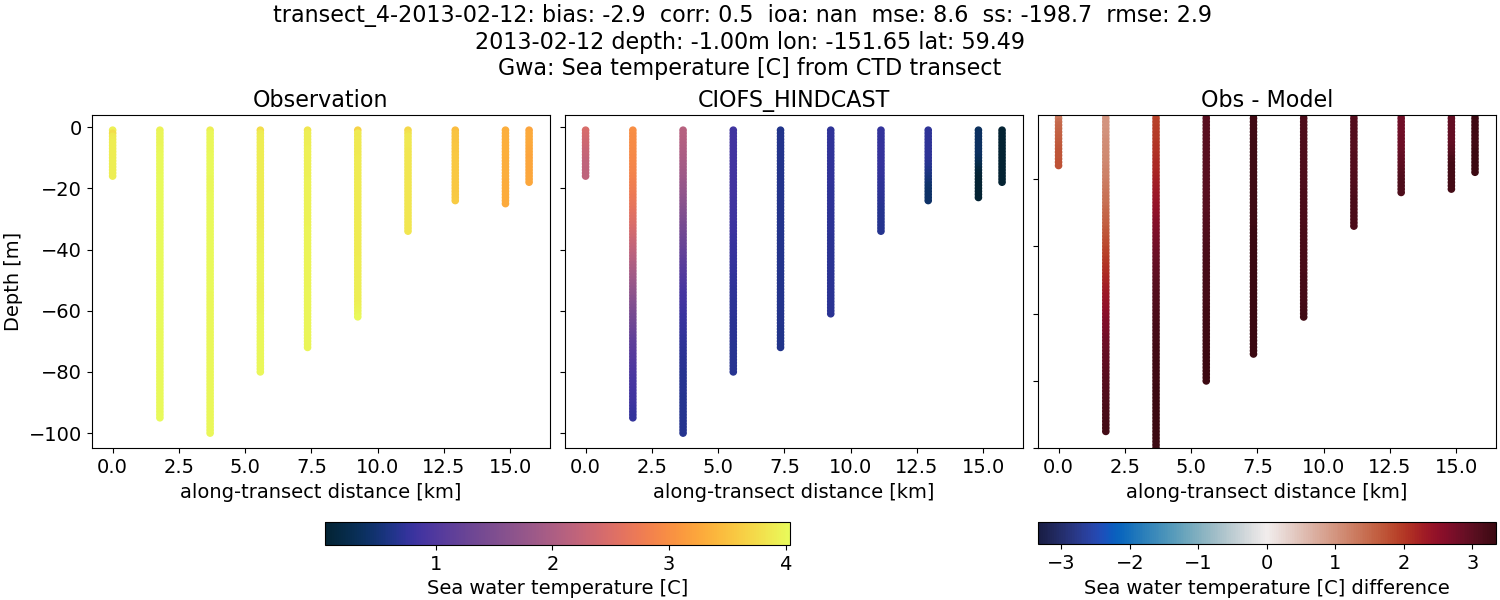 transect_4-2013-02-12: bias: -2.9  corr: 0.5  ioa: nan  mse: 8.6  ss: -198.7  rmse: 2.9
2013-02-12 depth: -1.00m lon: -151.65 lat: 59.49
Gwa: Sea temperature [C] from CTD transect
Observation
CIOFS_HINDCAST
Obs - Model
Depth [m]
0
−20
−40
−60
−80
−100
0.0 2.5 5.0 7.5 10.0 12.5 15.0
0.0 2.5 5.0 7.5 10.0 12.5 15.0
0.0 2.5 5.0 7.5 10.0 12.5 15.0
along-transect distance [km]
along-transect distance [km]
along-transect distance [km]
1 2 3 4
Sea water temperature [C]
−3 −2 −1 0 1 2 3
Sea water temperature [C] difference